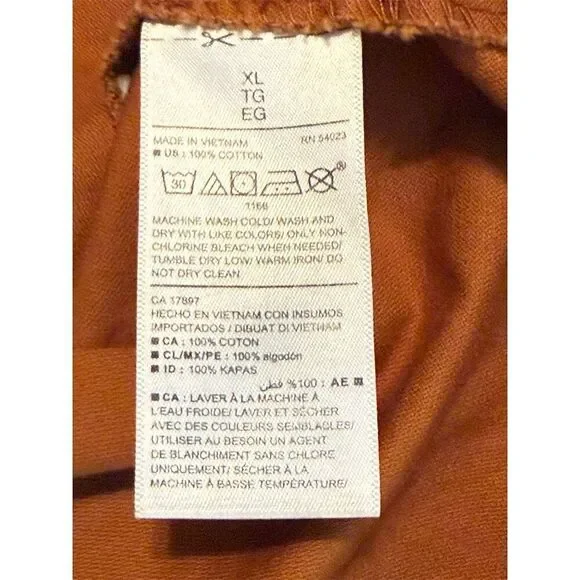 XL
TG
EG
MADE IN VIETNAM RN 54023
US : 100% COTTON
30
1166
MACHINE WASH COLD/ WASH AND
DRY WITH LIKE COLORS/ ONLY NON-
CHLORINE BLEACH WHEN NEEDED/
TUMBLE DRY LOW/ WARM IRON/ DO
NOT DRY CLEAN
CA 17897
HECHO EN VIETNAM CON INSUMOS
IMPORTADOS / DIBUAT DI VIETNAM
CA : 100% COTON
CL/MX/PE : 100% algodón
ID : 100% KAPAS
AE : 100% قطن
CA : LAVER À LA MACHINE À
L'EAU FROIDE/ LAVER ET SÉCHER
AVEC DES COULEURS SEMBLABLES/
UTILISER AU BESOIN UN AGENT
DE BLANCHIMENT SANS CHLORE
UNIQUEMENT/ SÉCHER À LA
MACHINE À BASSE TEMPÉRATURE/